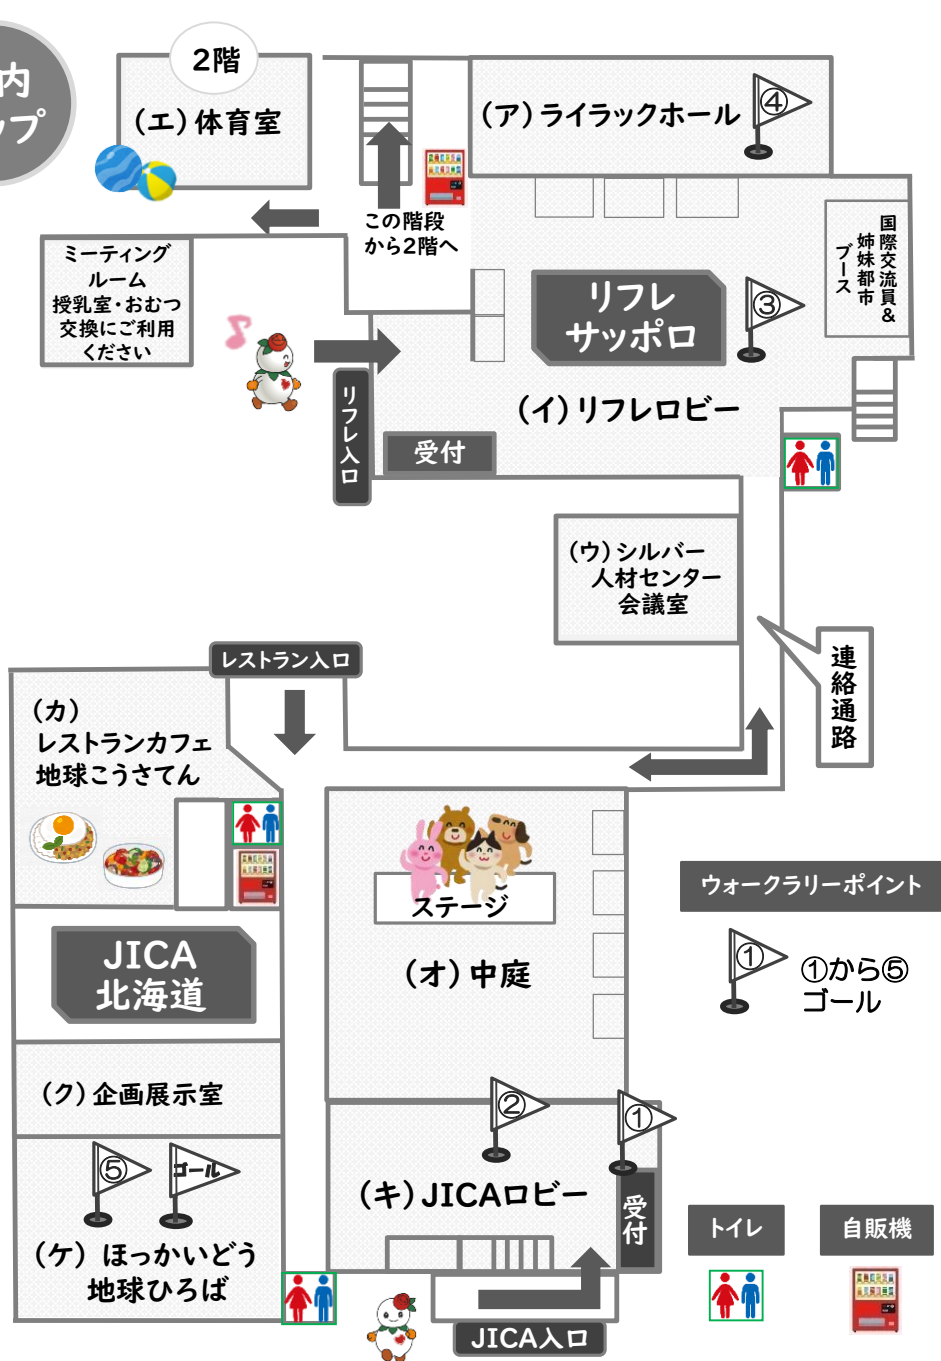 内
ップ
2階
(エ)体育室
(ア)ライラックホール
④
この階段
から2階へ
ミーティング
ルーム
授乳室・おむつ
交換にご利用
ください
国際交流員&
姉妹都市
ブース
リフレ
サッポロ
③
(イ)リフレロビー
リフレ入口
受付
(ウ)シルバー
人材センター
会議室
連絡通路
レストラン入口
(カ)
レストランカフェ
地球こうさてん
ステージ
(オ)中庭
JICA
北海道
ウォークラリーポイント
①
①から⑤
ゴール
(ク)企画展示室
②
①
⑤
ゴール
(キ)JICAロビー
受付
(ケ)ほっかいどう
地球ひろば
JICA入口
トイレ
自販機